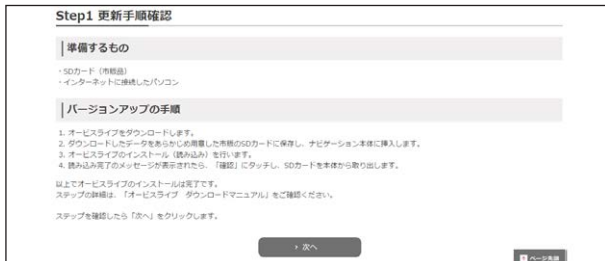 Step1 更新手順確認
準備するもの
・SDカード（市販品）
・インターネットに接続したパソコン
バージョンアップの手順
1. オービスライブをダウンロードします。
2. ダウンロードしたデータをあらかじめ用意した市販のSDカードに保存し、ナビゲーション本体に挿入します。
3. オービスライブのインストール（読み込み）を行います。
4. 読み込み完了のメッセージが表示されたら、「確認」にタッチし、SDカードを本体から取り出します。
以上でオービスライブのインストールは完了です。
ステップの詳細は、「オービスライブ　ダウンロードマニュアル」をご確認ください。
ステップを確認したら「次へ」をクリックします。
› 次へ
ページ先頭